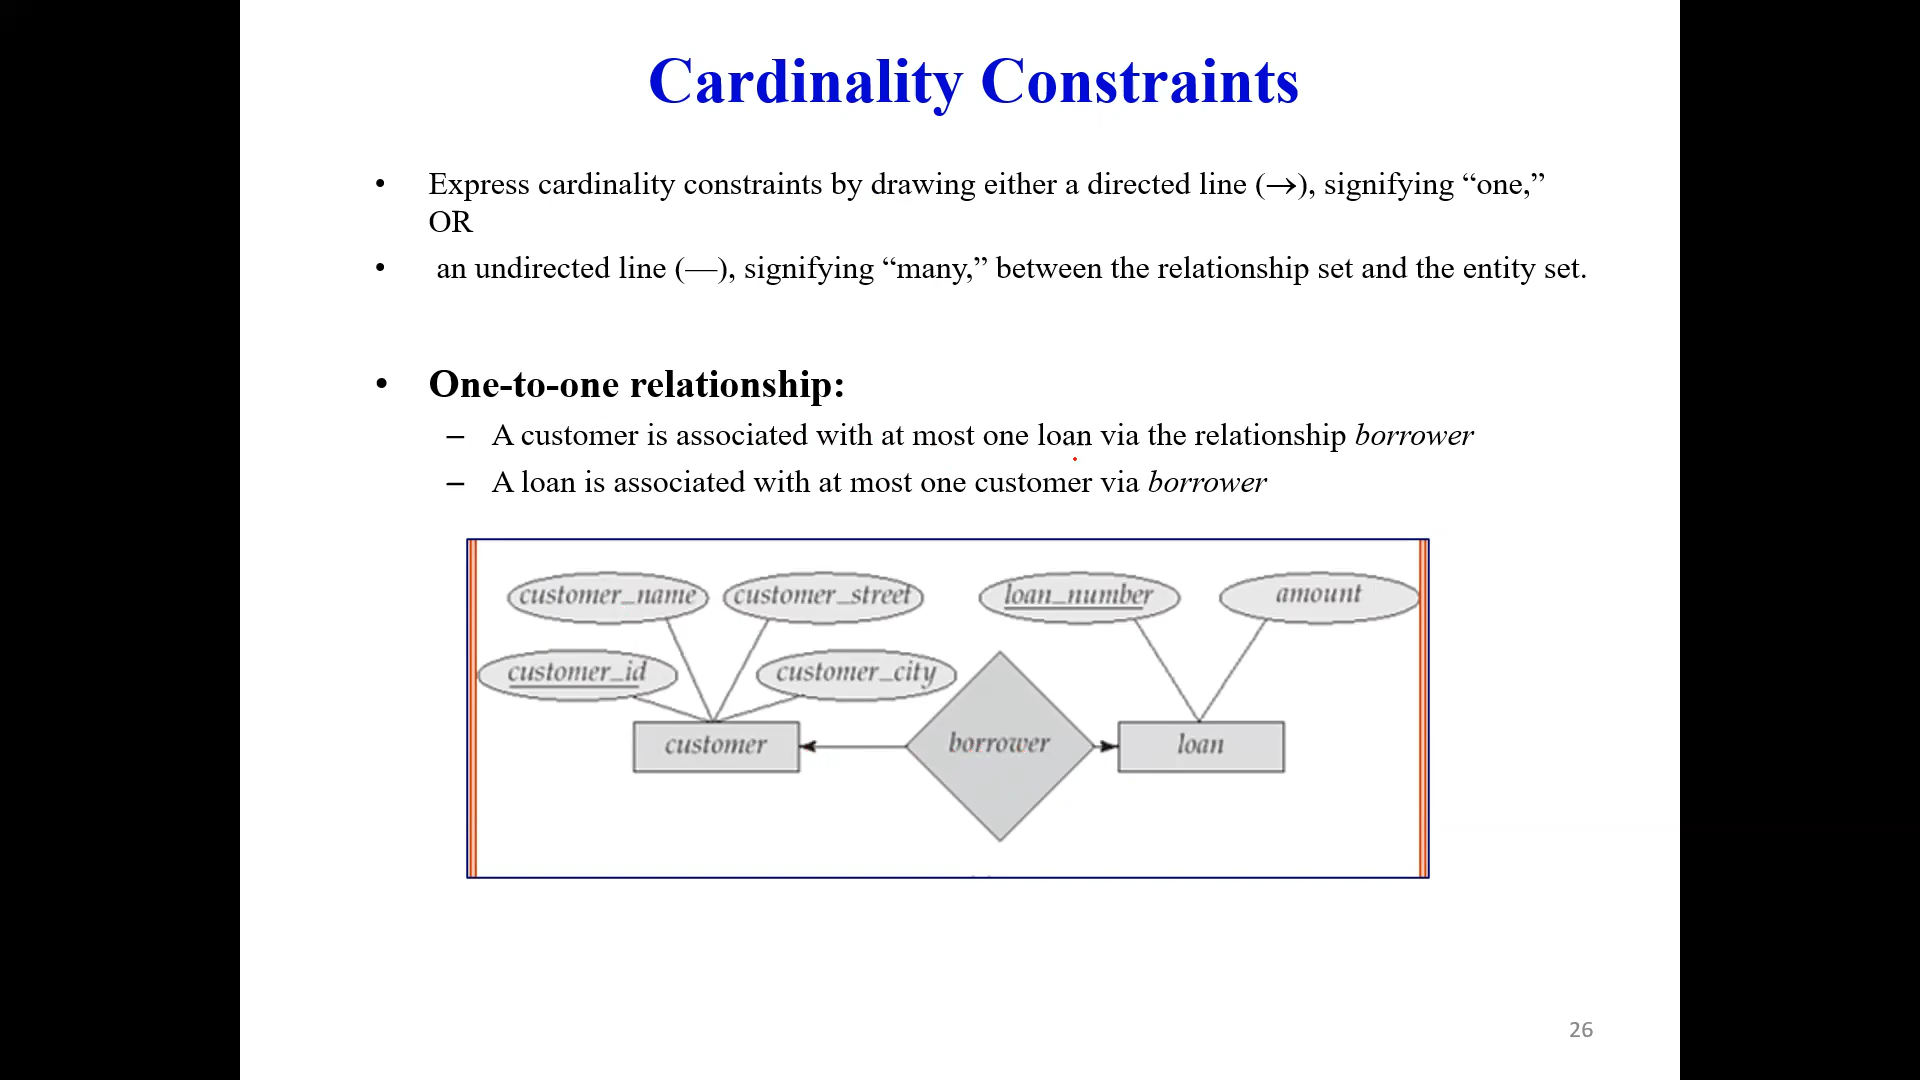 Cardinality Constraints
• Express cardinality constraints by drawing either a directed line (→), signifying “one,”
OR
• an undirected line (—), signifying “many,” between the relationship set and the entity set.
• One-to-one relationship:
– A customer is associated with at most one loan via the relationship borrower
– A loan is associated with at most one customer via borrower
customer_name customer_street loan_number amount
customer_id customer_city
customer borrower loan
26